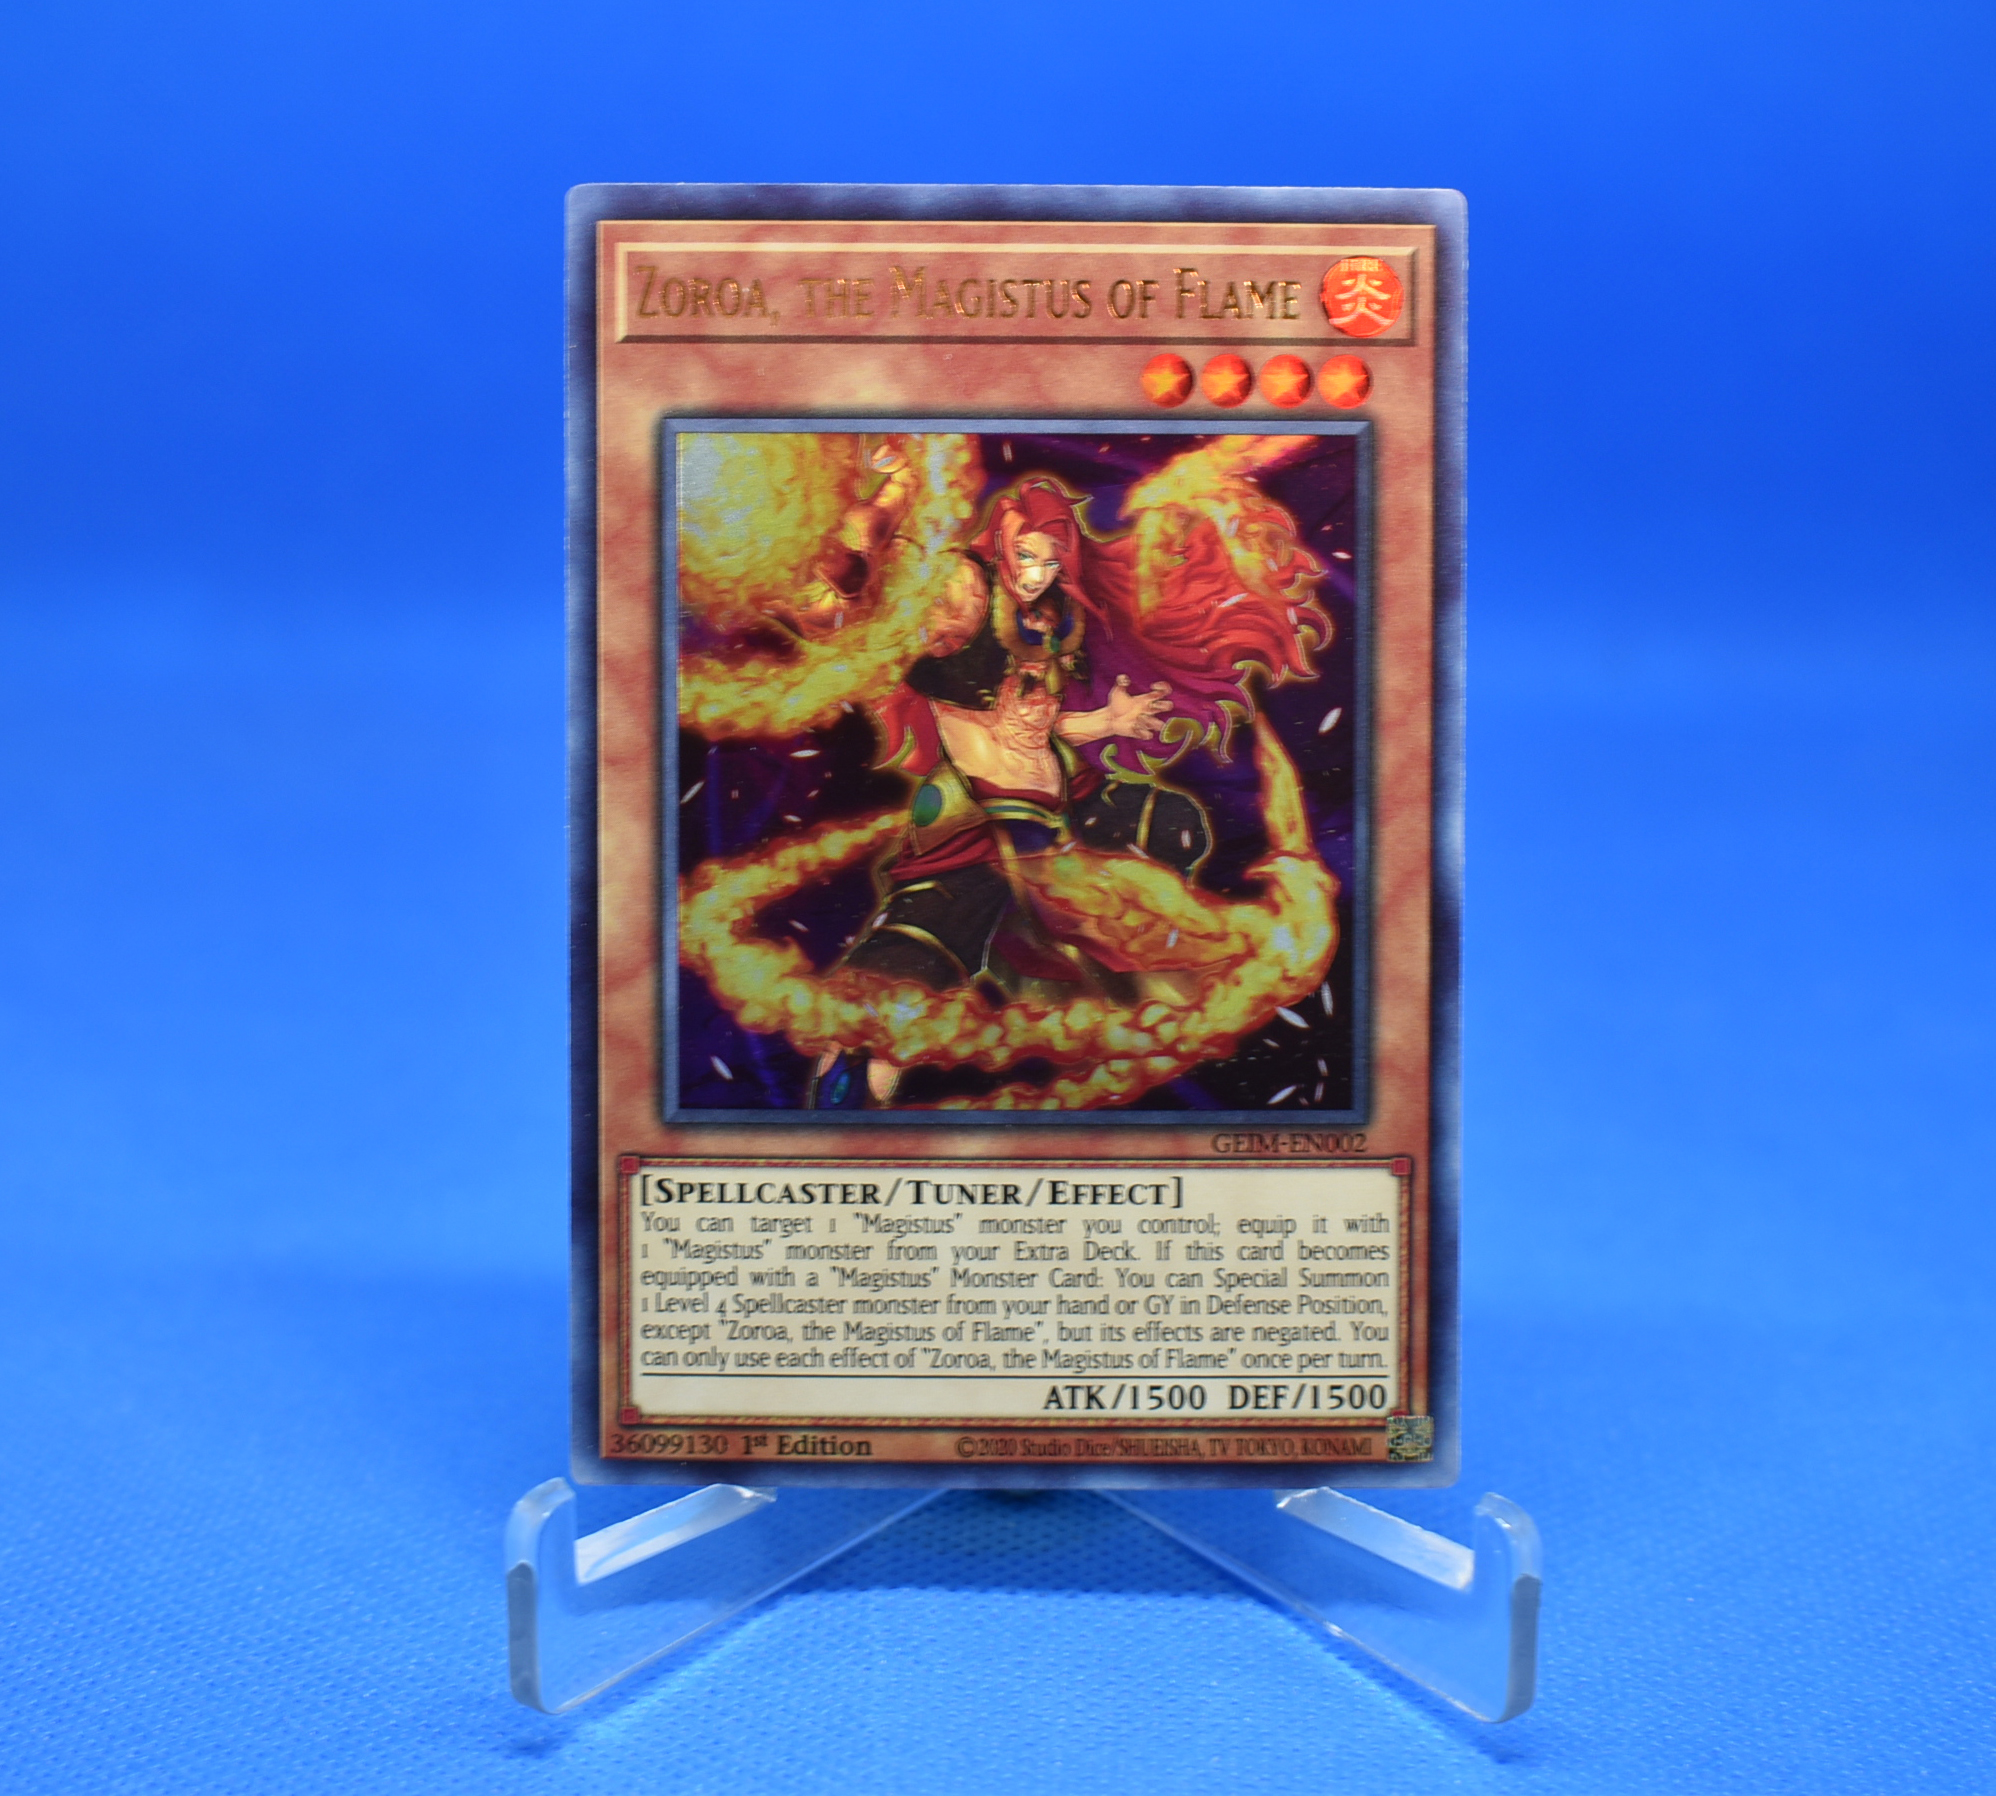 ZOROA, THE MAGISTUS OF FLAME 炎
GEIM-EN002
[SPELLCASTER/TUNER/EFFECT]
You can target 1 "Magistus" monster you control; equip it with
1 "Magistus" monster from your Extra Deck. If this card becomes
equipped with a "Magistus" Monster Card: You can Special Summon
1 Level 4 Spellcaster monster from your hand or GY in Defense Position,
except "Zoroa, the Magistus of Flame", but its effects are negated. You
can only use each effect of "Zoroa, the Magistus of Flame" once per turn.
ATK/1500 DEF/1500
36099130 1st Edition ©2020 Studio Dice/SHUEISHA, TV TOKYO, KONAMI